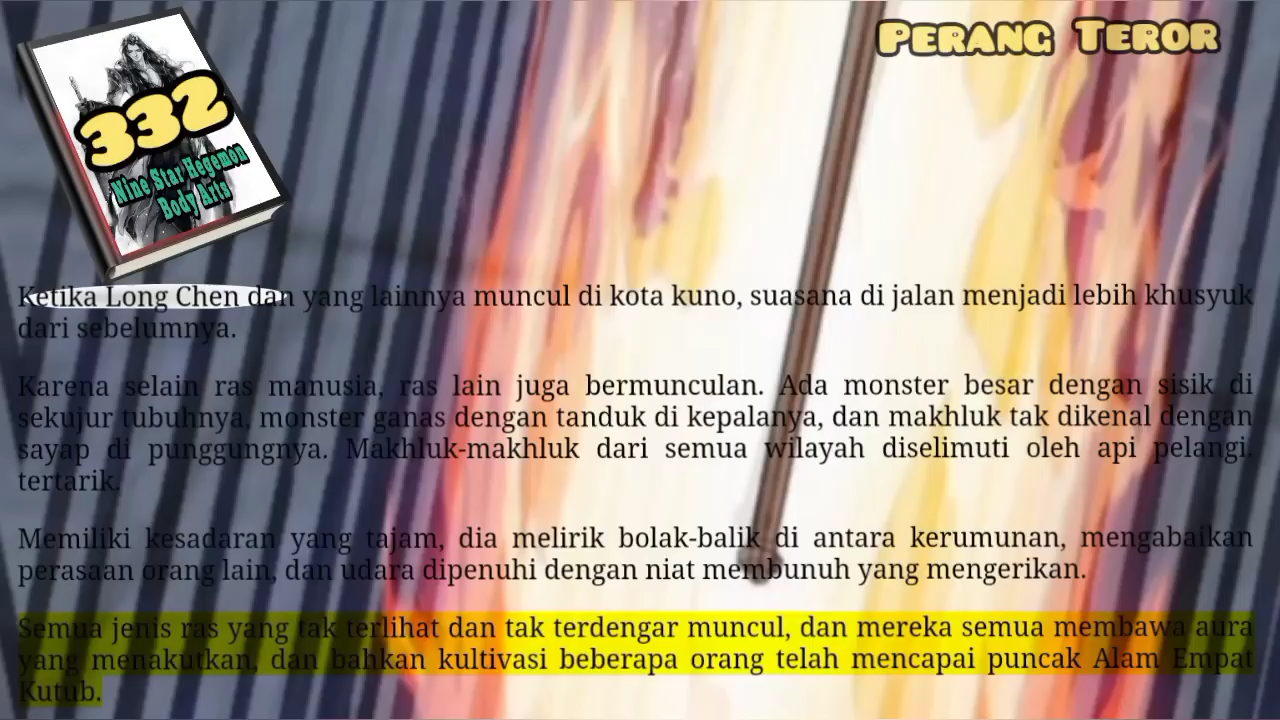 Perang Teror
332
Nine Star Hegemon
Body Arts
Ketika Long Chen dan yang lainnya muncul di kota kuno, suasana di jalan menjadi lebih khusyuk
dari sebelumnya.
Karena selain ras manusia, ras lain juga bermunculan. Ada monster besar dengan sisik di
sekujur tubuhnya, monster ganas dengan tanduk di kepalanya, dan makhluk tak dikenal dengan
sayap di punggungnya. Makhluk-makhluk dari semua wilayah diselimuti oleh api pelangi.
tertarik.
Memiliki kesadaran yang tajam, dia melirik bolak-balik di antara kerumunan, mengabaikan
perasaan orang lain, dan udara dipenuhi dengan niat membunuh yang mengerikan.
Semua jenis ras yang tak terlihat dan tak terdengar muncul, dan mereka semua membawa aura
yang menakutkan, dan bahkan kultivasi beberapa orang telah mencapai puncak Alam Empat
Kutub.